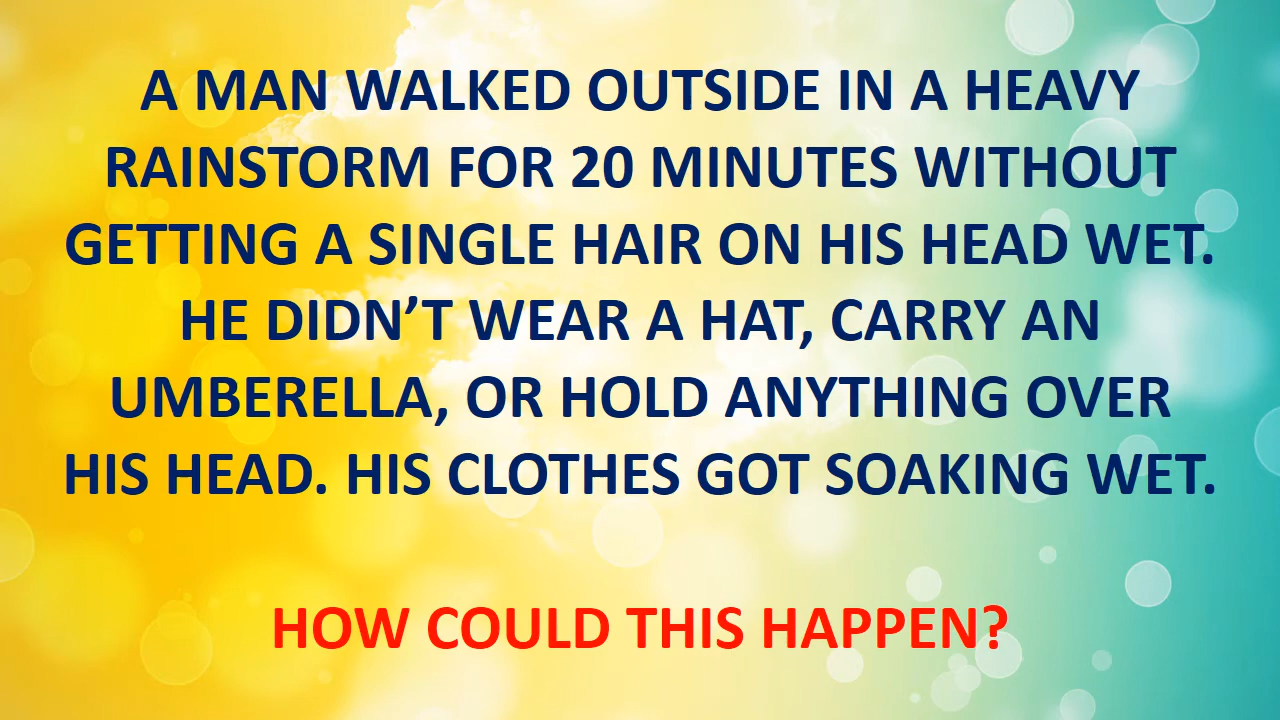 A MAN WALKED OUTSIDE IN A HEAVY
RAINSTORM FOR 20 MINUTES WITHOUT
GETTING A SINGLE HAIR ON HIS HEAD WET.
HE DIDN’T WEAR A HAT, CARRY AN
UMBERELLA, OR HOLD ANYTHING OVER
HIS HEAD. HIS CLOTHES GOT SOAKING WET.
HOW COULD THIS HAPPEN?